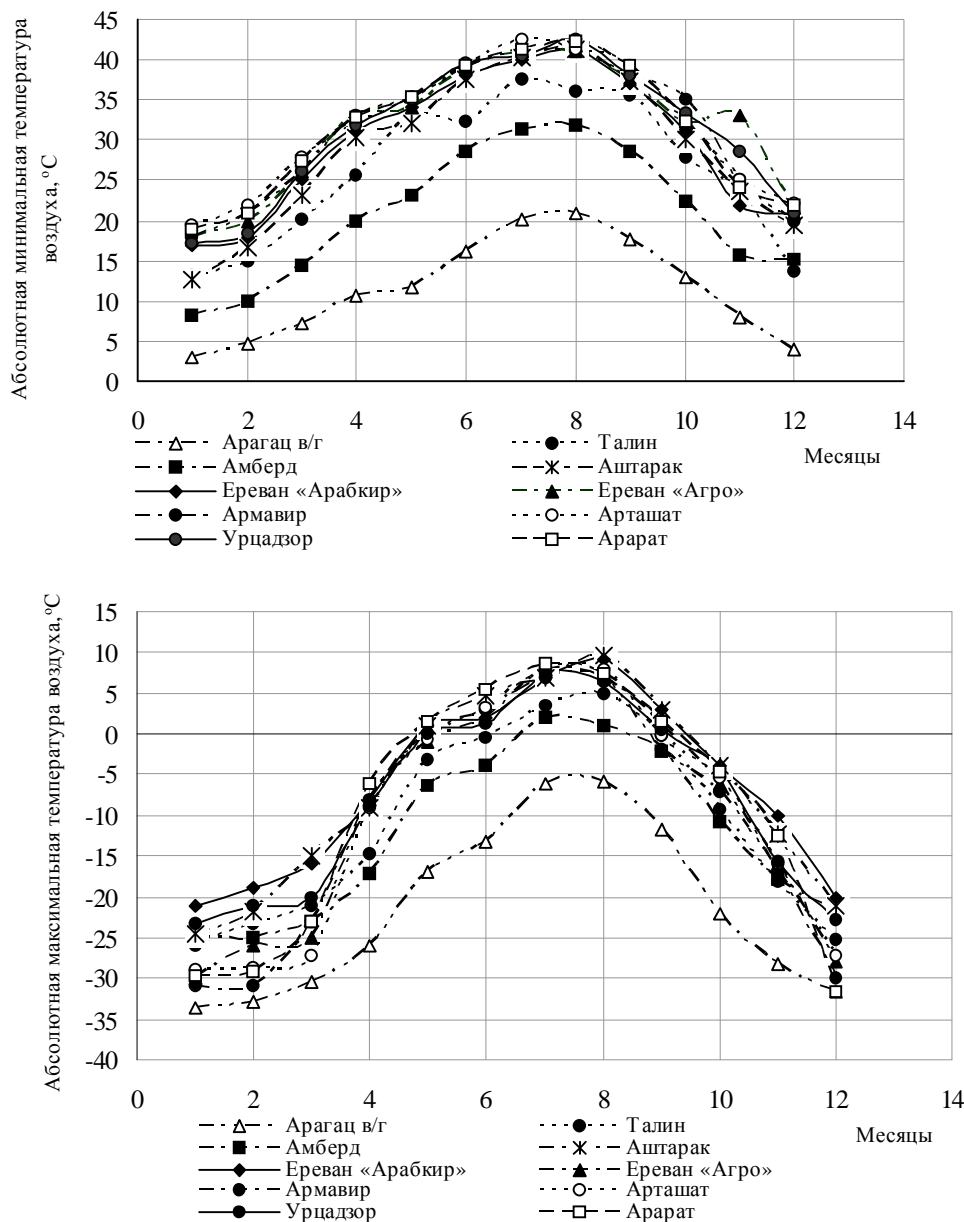 Абсолютная минимальная температура
воздуха, °С
45
40
35
30
25
20
15
10
5
0
0 2 4 6 8 10 12 14
Месяцы
Арагац в/г Талин
Амберд Аштарак
Ереван «Арабкир» Ереван «Агро»
Армавир Арташат
Урцадзор Арарат
Абсолютная максимальная температура воздуха, °С
15
10
5
0
-5
-10
-15
-20
-25
-30
-35
-40
0 2 4 6 8 10 12 14
Месяцы
Арагац в/г Талин
Амберд Аштарак
Ереван «Арабкир» Ереван «Агро»
Армавир Арташат
Урцадзор Арарат